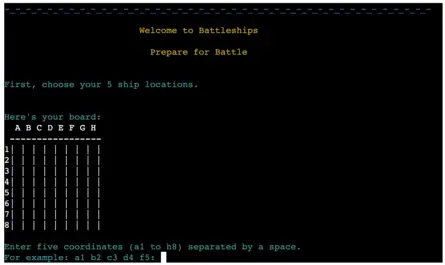 Welcome to Battleships
Prepare for Battle
First, choose your 5 ship locations.
Here's your board:
A B C D E F G H
-----------------
1| | | | | | | | |
2| | | | | | | | |
3| | | | | | | | |
4| | | | | | | | |
5| | | | | | | | |
6| | | | | | | | |
7| | | | | | | | |
8| | | | | | | | |
Enter five coordinates (a1 to h8) separated by a space.
For example: a1 b2 c3 d4 f5: